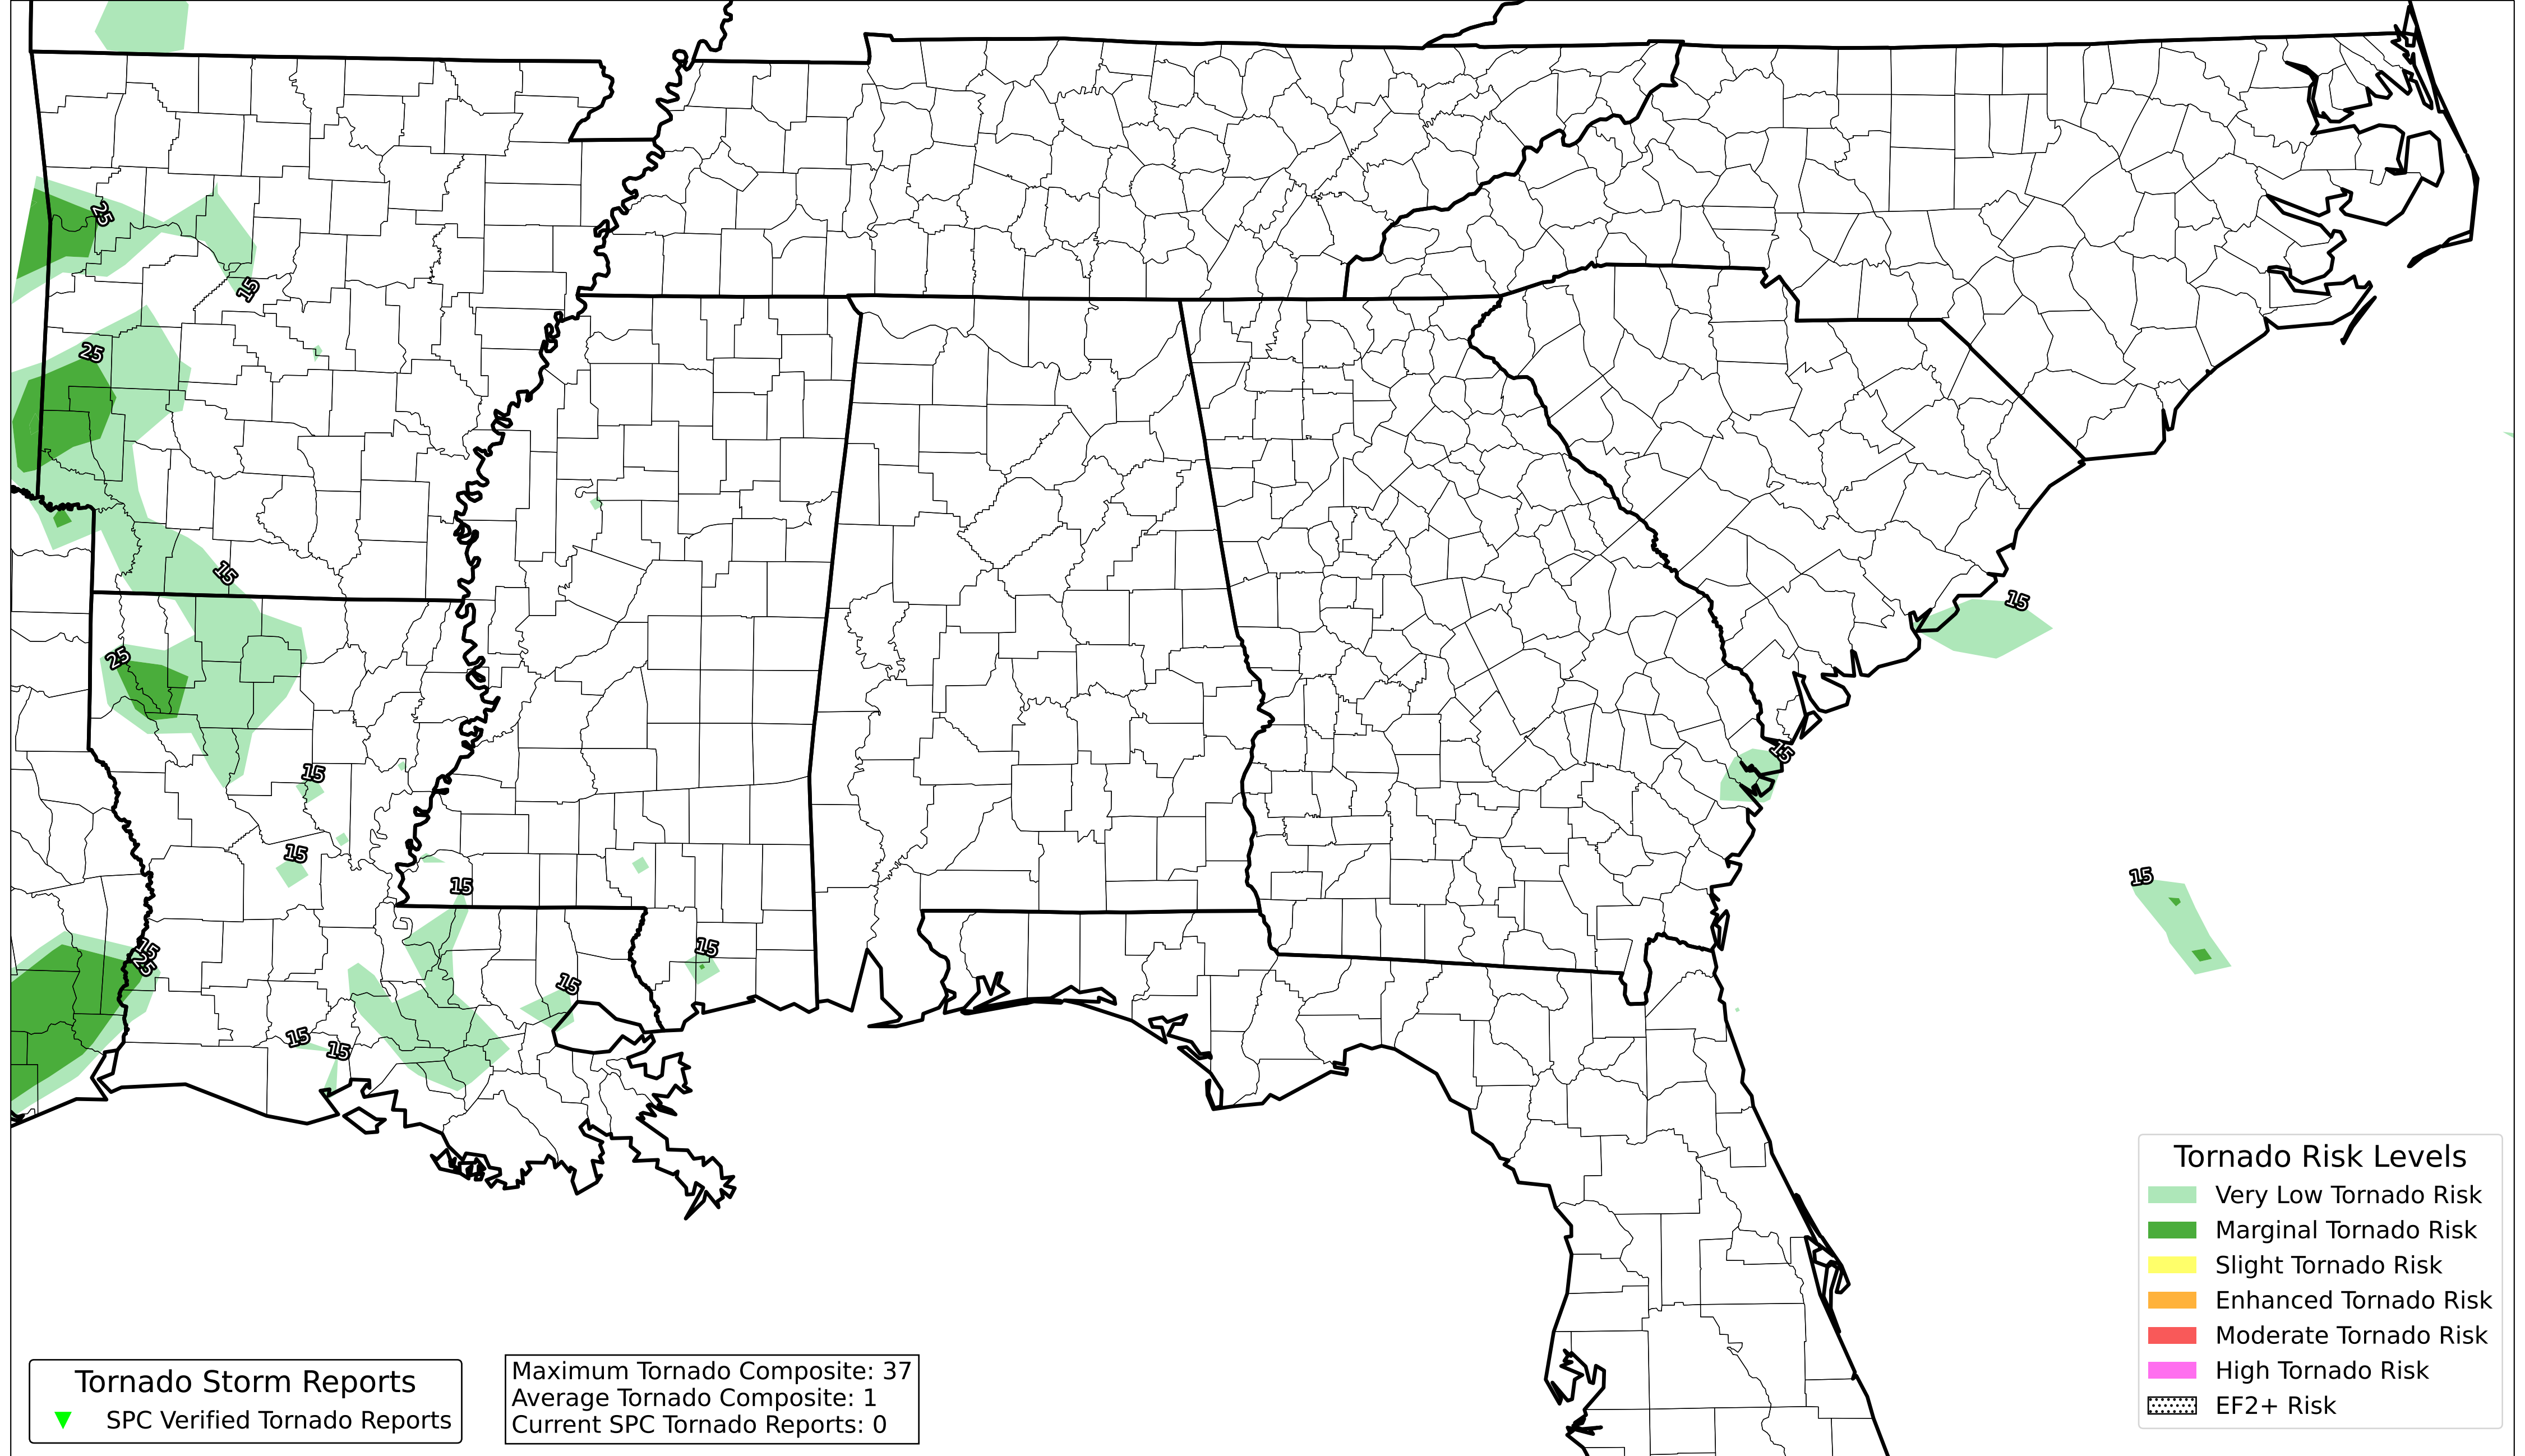 25
15
25
15
25
15
15
15
15
15
15
15
25
15
15
15
15
15
Tornado Risk Levels
Very Low Tornado Risk
Marginal Tornado Risk
Slight Tornado Risk
Enhanced Tornado Risk
Moderate Tornado Risk
High Tornado Risk
EF2+ Risk
Tornado Storm Reports
SPC Verified Tornado Reports
Maximum Tornado Composite: 37
Average Tornado Composite: 1
Current SPC Tornado Reports: 0